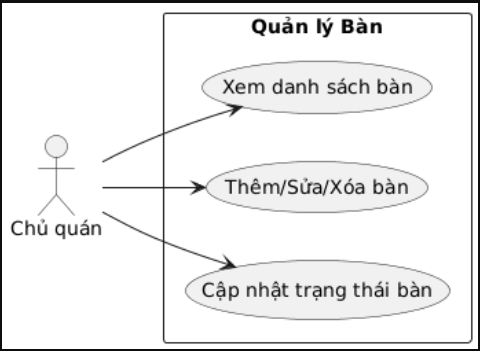 Quản lý Bàn
Xem danh sách bàn
Thêm/Sửa/Xóa bàn
Chủ quán
Cập nhật trạng thái bàn